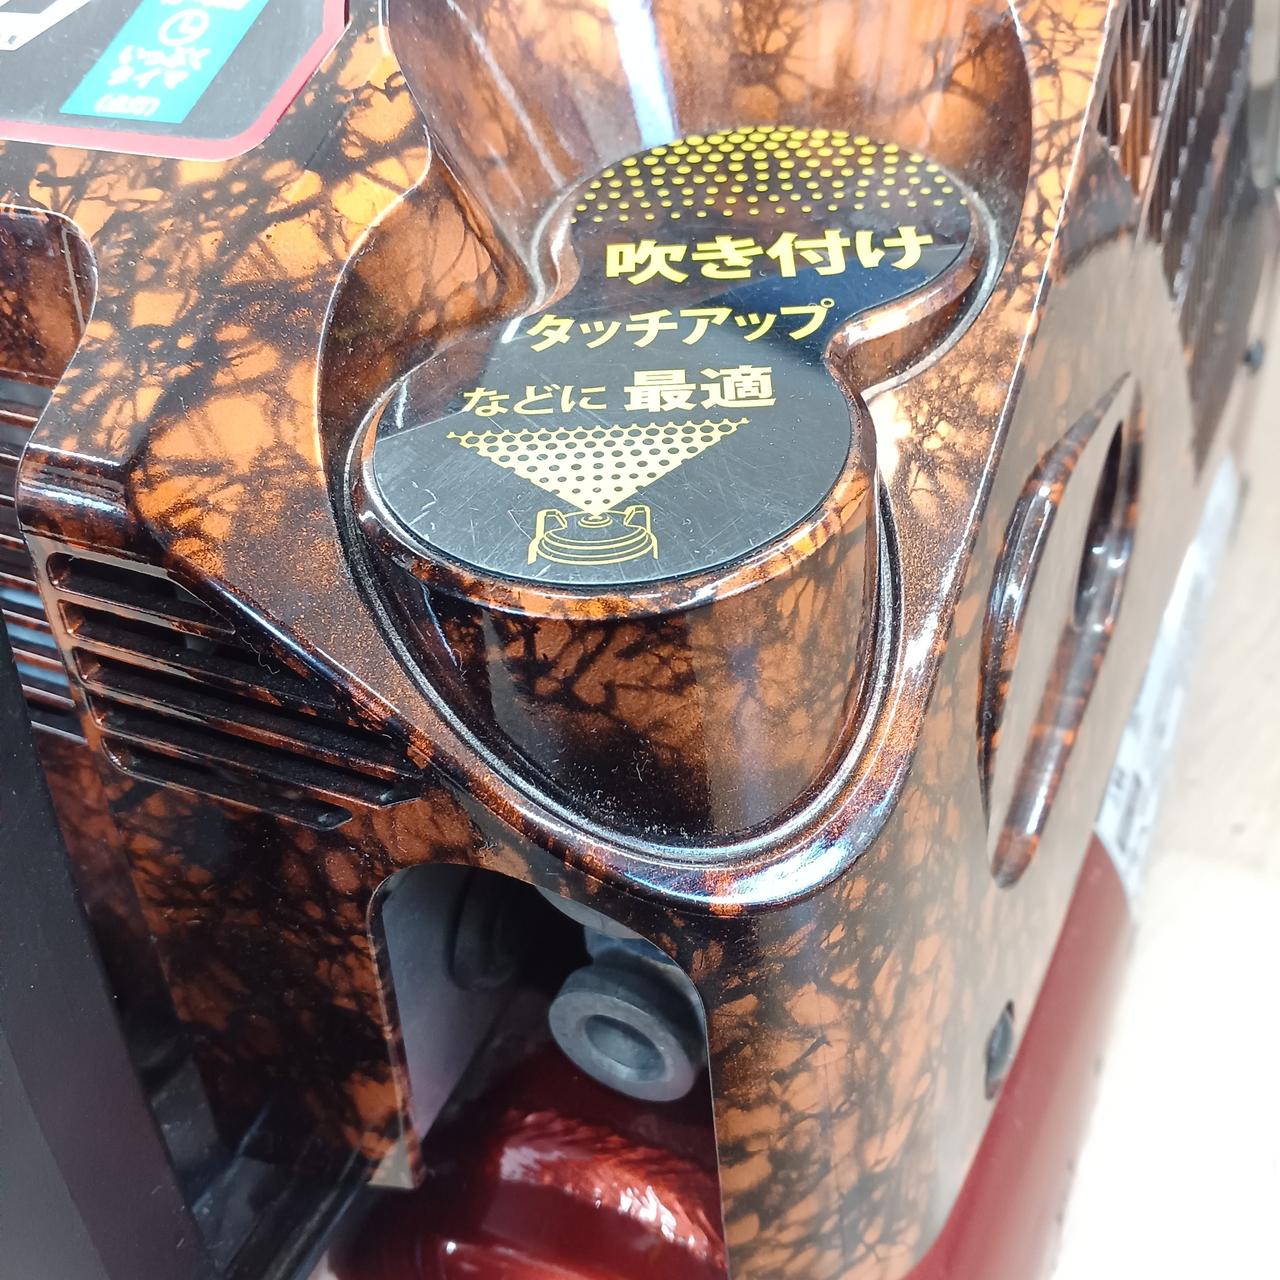 吹き付け
タッチアップ
などに 最適